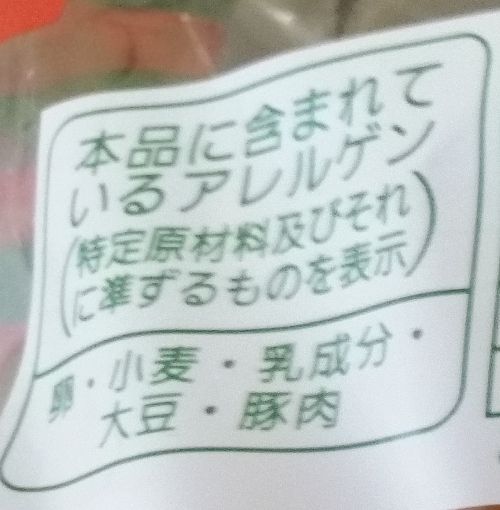 本品に含まれて
いるアレルゲン
(特定原材料及びそれ
に準ずるものを表示)
卵・小麦・乳成分・
大豆・豚肉